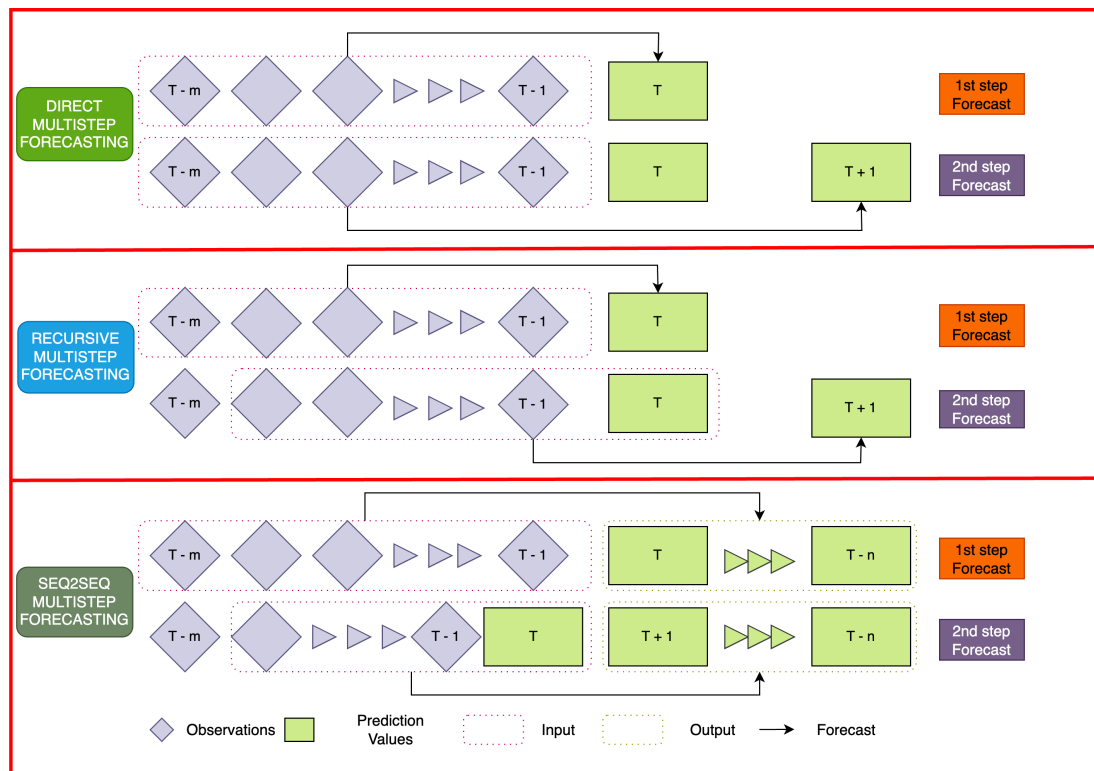 T - m T - 1 T 1st step
Forecast
DIRECT
MULTISTEP
FORECASTING
T - m T - 1 T T + 1 2nd step
Forecast
T - m T - 1 T 1st step
Forecast
RECURSIVE
MULTISTEP
FORECASTING
T - m T - 1 T T + 1 2nd step
Forecast
T - m T - 1 T T - n 1st step
Forecast
SEQ2SEQ
MULTISTEP
FORECASTING
T - m T - 1 T T + 1 T - n 2nd step
Forecast
Observations
Prediction
Values
Input
Output
Forecast